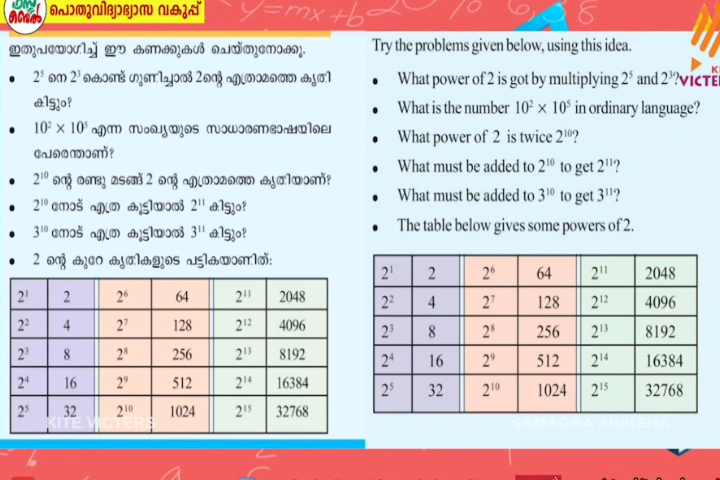 പൊതുവിദ്യാഭ്യാസ വകുപ്പ്
y=mx+b
ഇതുപയോഗിച്ച് ഈ കണക്കുകൾ ചെയ്തുനോക്കൂ.
• 2⁵ നെ 2³ കൊണ്ട് ഗുണിച്ചാൽ 2ന്റെ എത്രാമത്തെ കൃതി
കിട്ടും?
• 10² × 10⁵ എന്ന സംഖ്യയുടെ സാധാരണഭാഷയിലെ
പേരെന്താണ്?
• 2¹⁰ ന്റെ രണ്ടു മടങ്ങ് 2 ന്റെ എത്രാമത്തെ കൃതിയാണ്?
• 2¹⁰ നോട് എത്ര കൂട്ടിയാൽ 2¹¹ കിട്ടും?
• 3¹⁰ നോട് എത്ര കൂട്ടിയാൽ 3¹¹ കിട്ടും?
• 2 ന്റെ കുറേ കൃതികളുടെ പട്ടികയാണിത്:
2¹ 2 2⁶ 64 2¹¹ 2048
2² 4 2⁷ 128 2¹² 4096
2³ 8 2⁸ 256 2¹³ 8192
2⁴ 16 2⁹ 512 2¹⁴ 16384
2⁵ 32 2¹⁰ 1024 2¹⁵ 32768
KITE VICTERS
Try the problems given below, using this idea.
• What power of 2 is got by multiplying 2⁵ and 2³?
• What is the number 10² × 10⁵ in ordinary language?
• What power of 2 is twice 2¹⁰?
• What must be added to 2¹⁰ to get 2¹¹?
• What must be added to 3¹⁰ to get 3¹¹?
• The table below gives some powers of 2.
2¹ 2 2⁶ 64 2¹¹ 2048
2² 4 2⁷ 128 2¹² 4096
2³ 8 2⁸ 256 2¹³ 8192
2⁴ 16 2⁹ 512 2¹⁴ 16384
2⁵ 32 2¹⁰ 1024 2¹⁵ 32768
SAMAGRA SHIKSHA